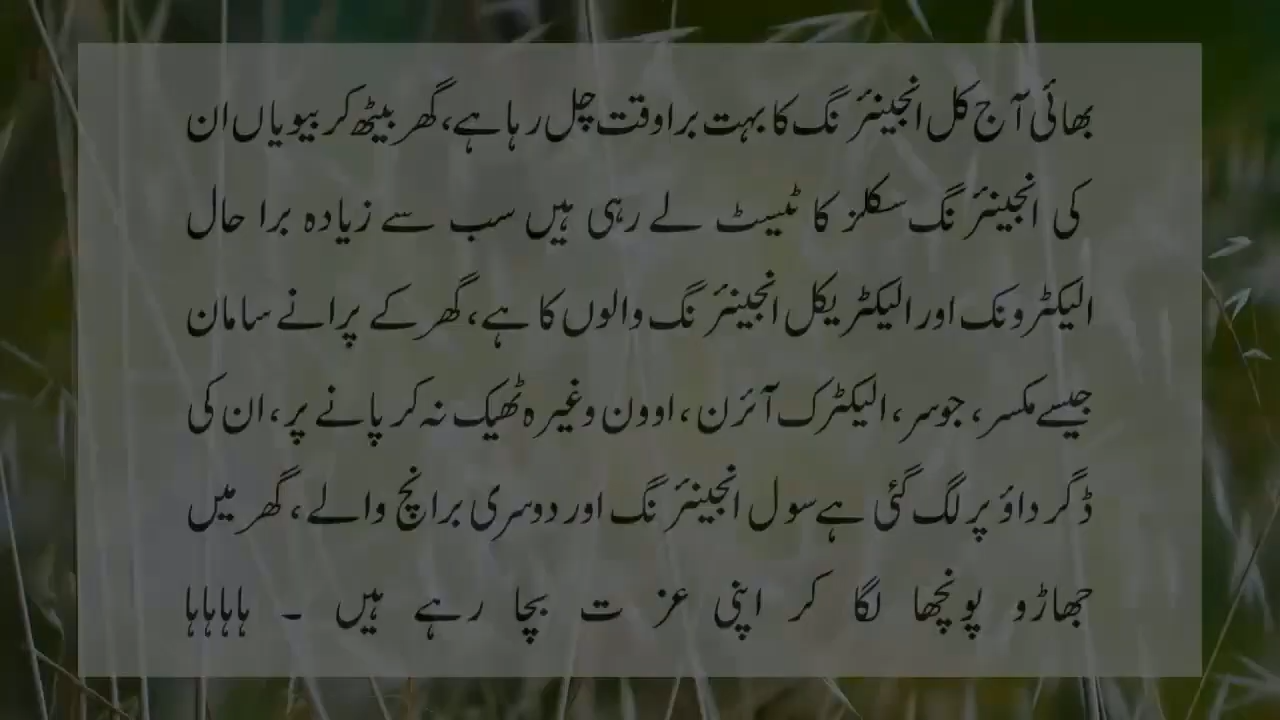 بھائی آج کل انجینئرنگ کا بہت برا وقت چل رہا ہے، گھر بیٹھ کر بیویاں ان
کی انجینئرنگ سکلز کا ٹیسٹ لے رہی ہیں سب سے زیادہ برا حال
الیکٹرونک اور الیکٹریکل انجینئرنگ والوں کا ہے، گھر کے پرانے سامان
جیسے مکسر، جوسر، الیکٹرک آئرن، اوون وغیرہ ٹھیک نہ کر پانے پر، ان کی
ڈگر داؤ پر لگ گئی ہے سول انجینئرنگ اور دوسری برانچ والے، گھر میں
جھاڑو پونچھا لگا کر اپنی عزت بچا رہے ہیں ۔ ہاہاہاہا